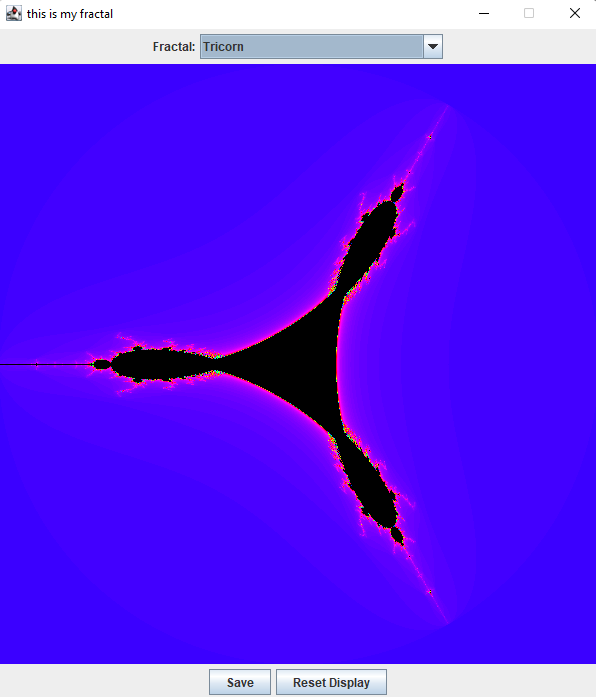 this is my fractal
Fractal: Tricorn
Save Reset Display